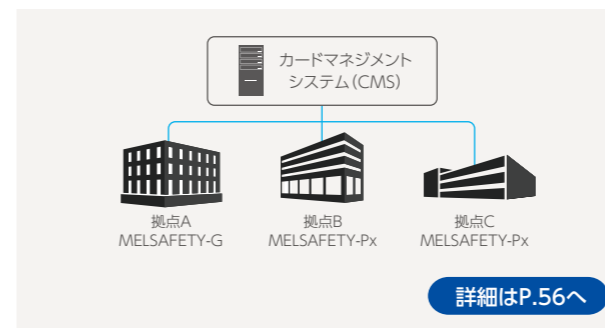 カードマネジメント
システム（CMS）
拠点A
MELSAFETY-G
拠点B
MELSAFETY-Px
拠点C
MELSAFETY-Px
詳細はP.56へ